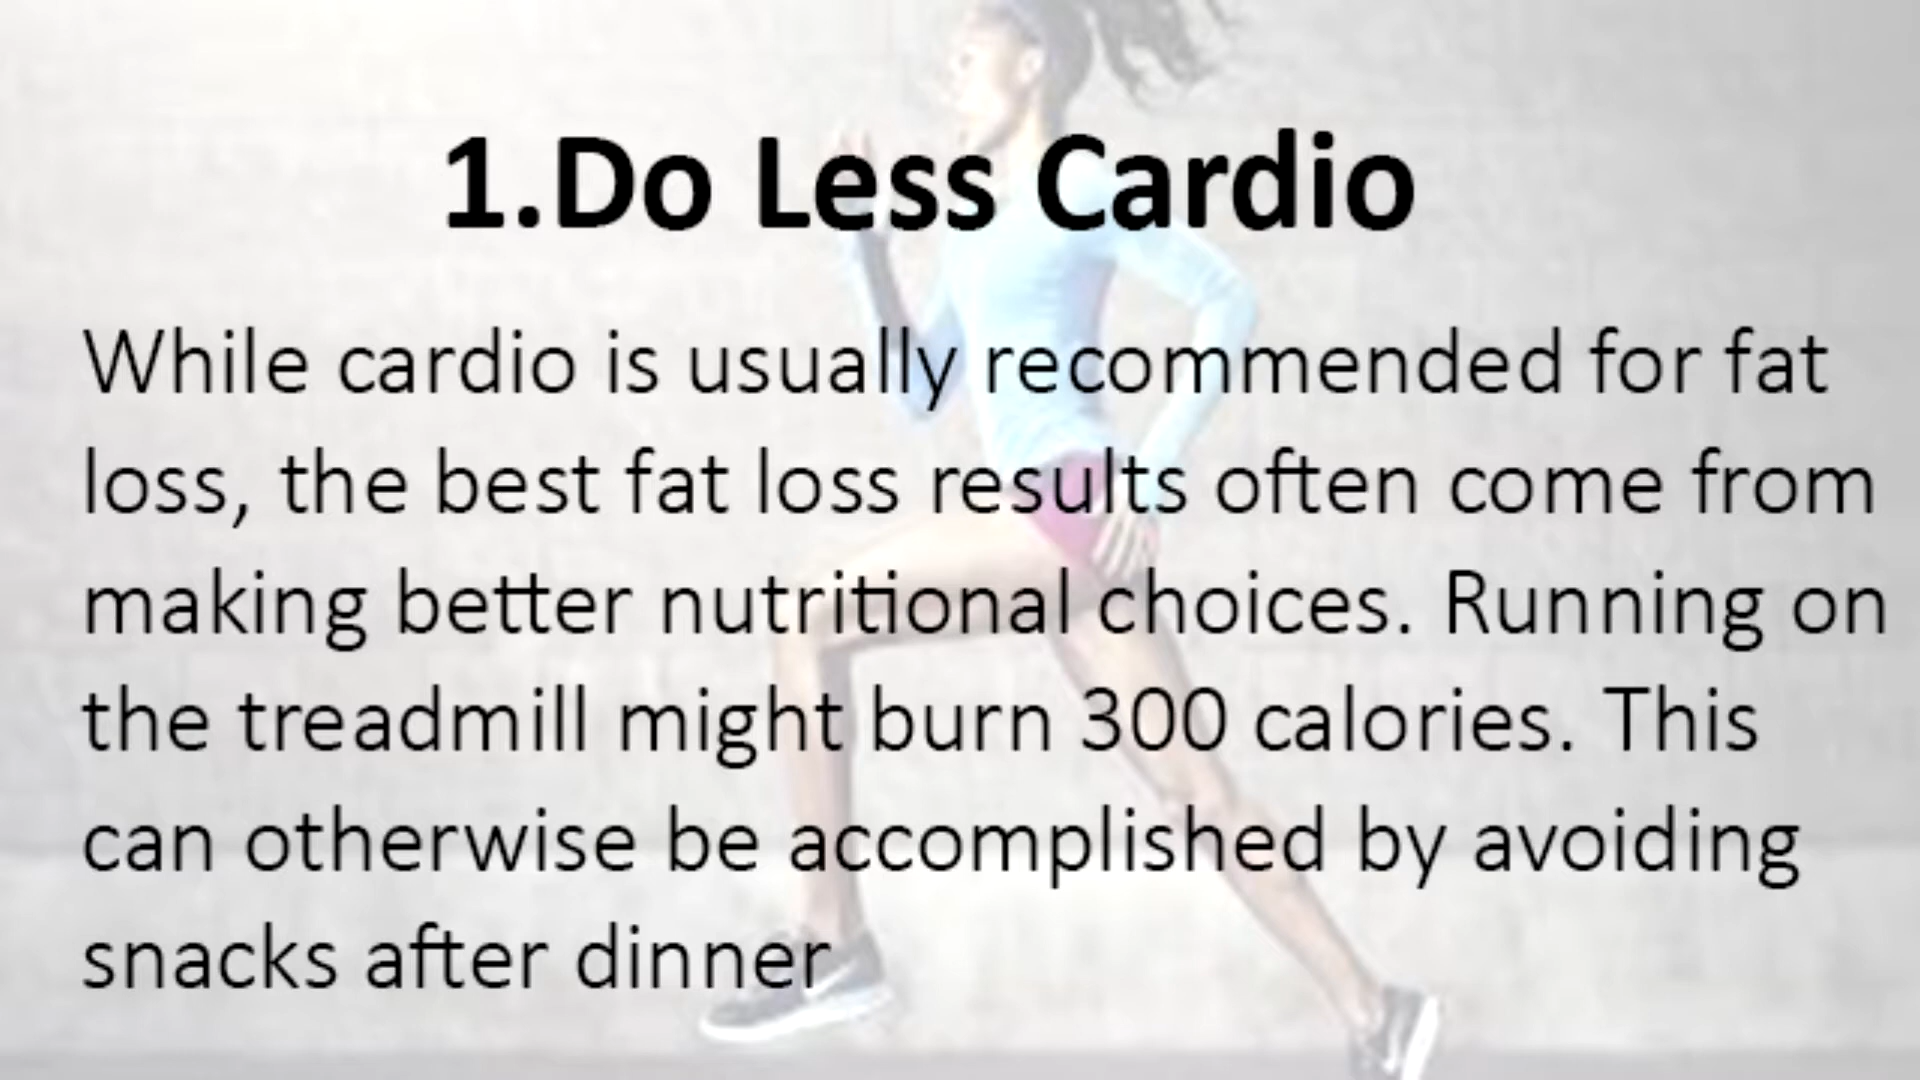 1.Do Less Cardio
While cardio is usually recommended for fat
loss, the best fat loss results often come from
making better nutritional choices. Running on
the treadmill might burn 300 calories. This
can otherwise be accomplished by avoiding
snacks after dinner